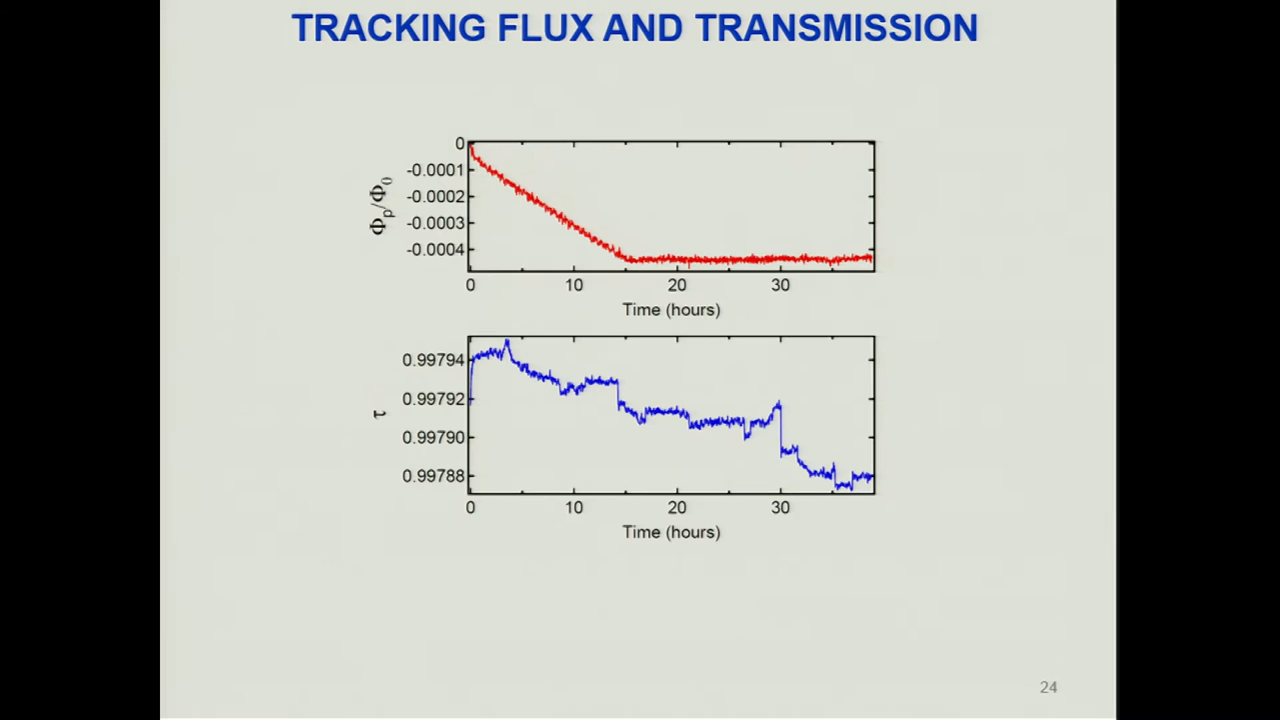 TRACKING FLUX AND TRANSMISSION
0
-0.0001
-0.0002
-0.0003
-0.0004
Φp/Φ0
0 10 20 30
Time (hours)
0.99794
0.99792
0.99790
0.99788
τ
0 10 20 30
Time (hours)
24